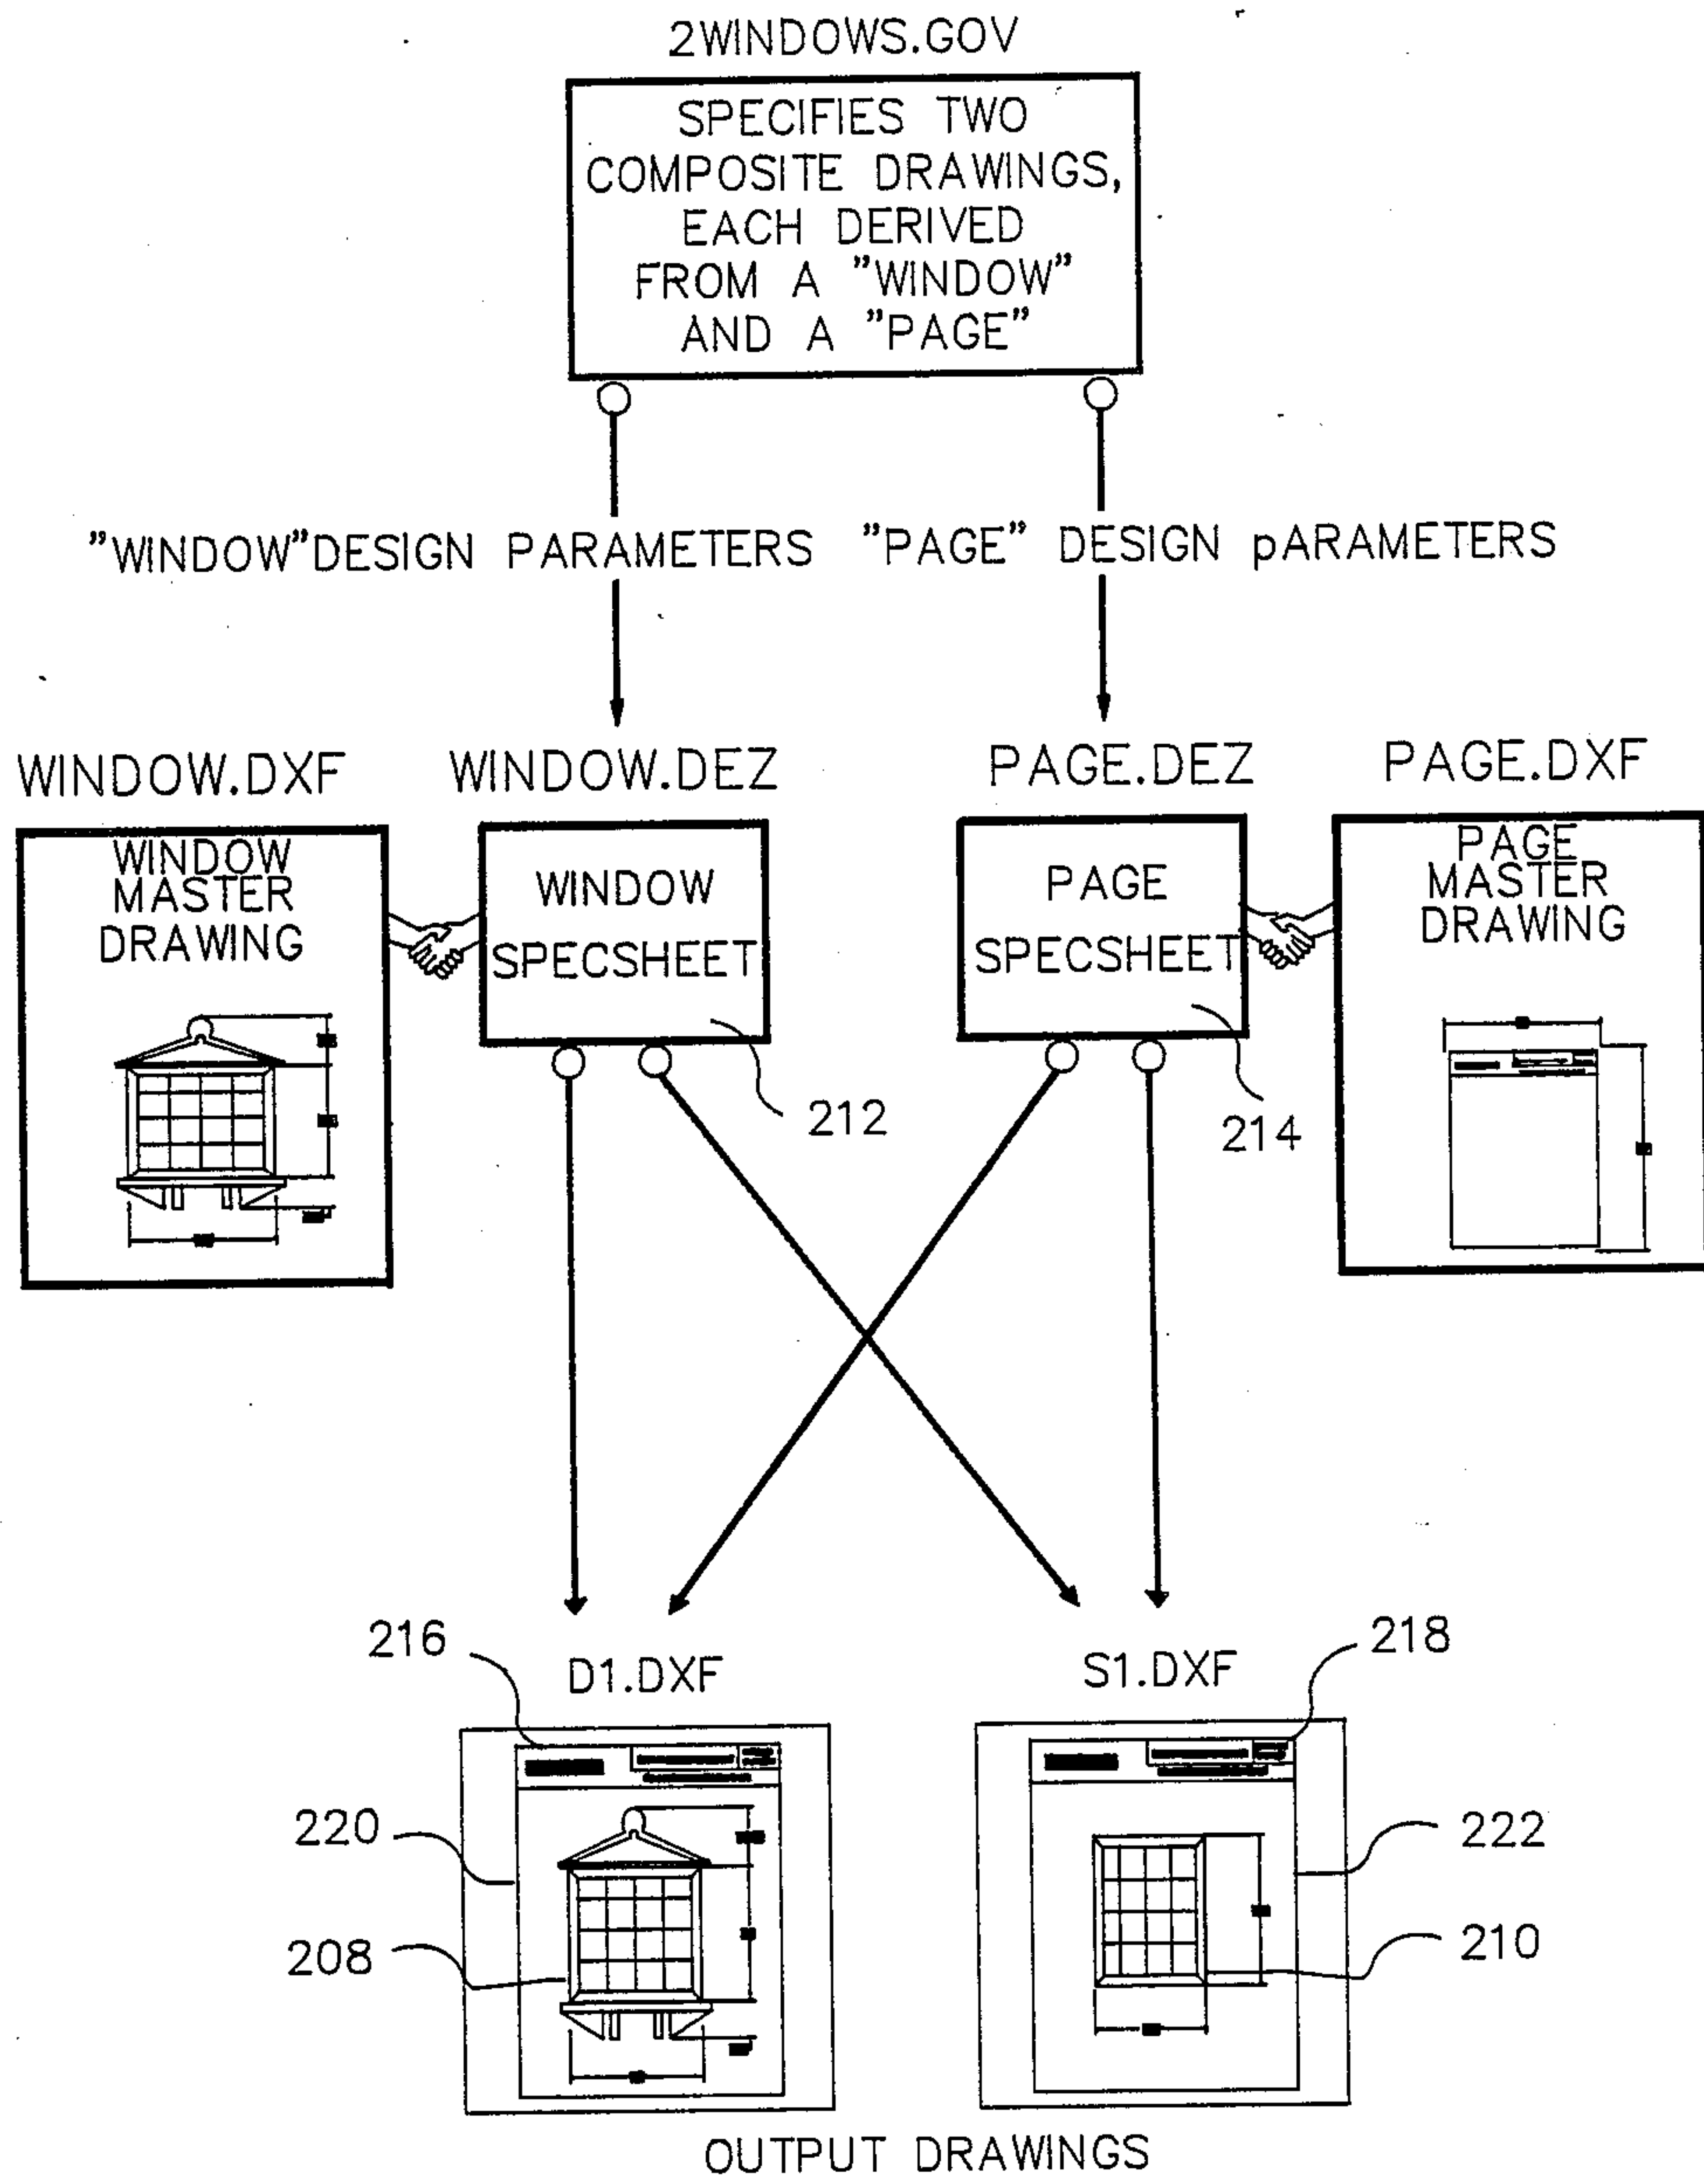 2WINDOWS.GOV
SPECIFIES TWO
COMPOSITE DRAWINGS,
EACH DERIVED
FROM A ”WINDOW”
AND A ”PAGE”
”WINDOW”DESIGN PARAMETERS
”PAGE” DESIGN pARAMETERS
WINDOW.DXF
WINDOW.DEZ
PAGE.DEZ
PAGE.DXF
WINDOW
MASTER
DRAWING
WINDOW
SPECSHEET
PAGE
SPECSHEET
PAGE
MASTER
DRAWING
212
214
216
D1.DXF
S1.DXF
218
220
222
208
210
OUTPUT DRAWINGS